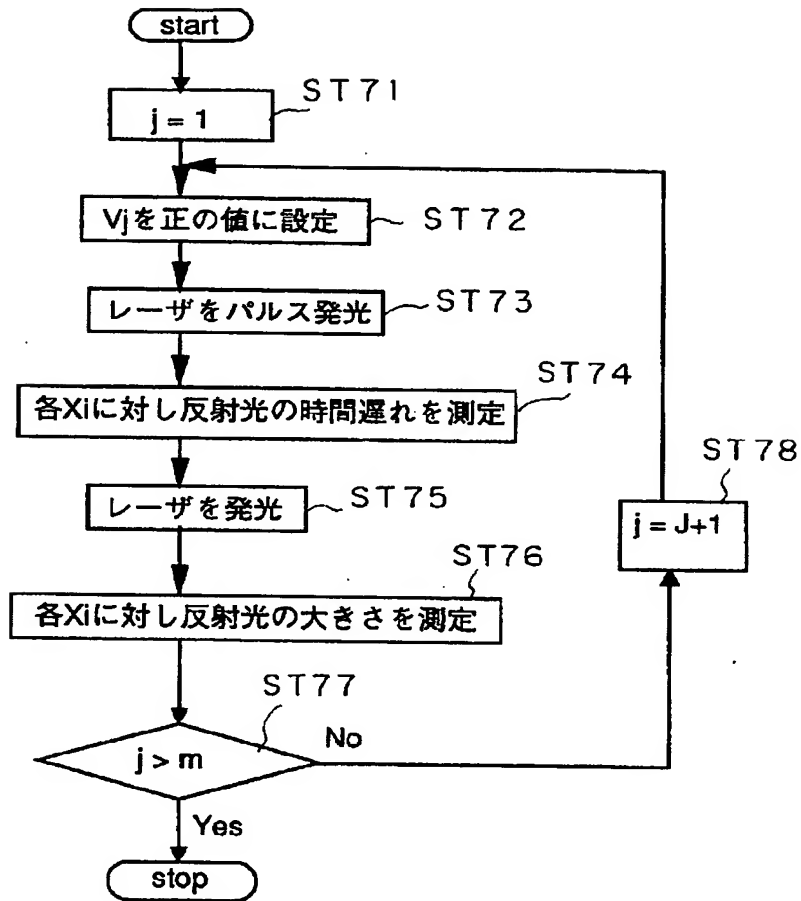 start
ST71
j = 1
Vjを正の値に設定
ST72
レーザをパルス発光
ST73
ST74
各Xiに対し反射光の時間遅れを測定
レーザを発光
ST75
ST78
j = J+1
ST76
各Xiに対し反射光の大きさを測定
ST77
j > m
No
Yes
stop